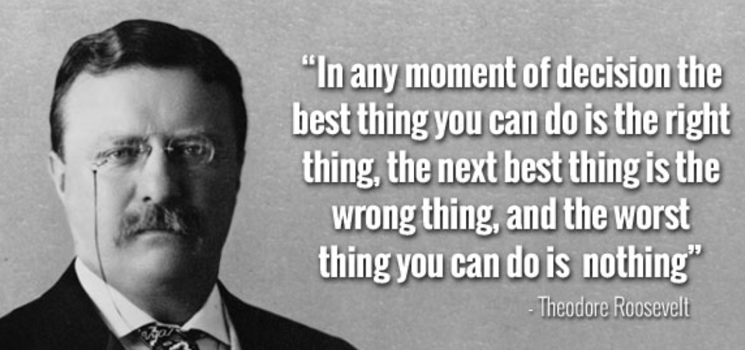 “In any moment of decision the
best thing you can do is the right
thing, the next best thing is the
wrong thing, and the worst
thing you can do is nothing”
- Theodore Roosevelt